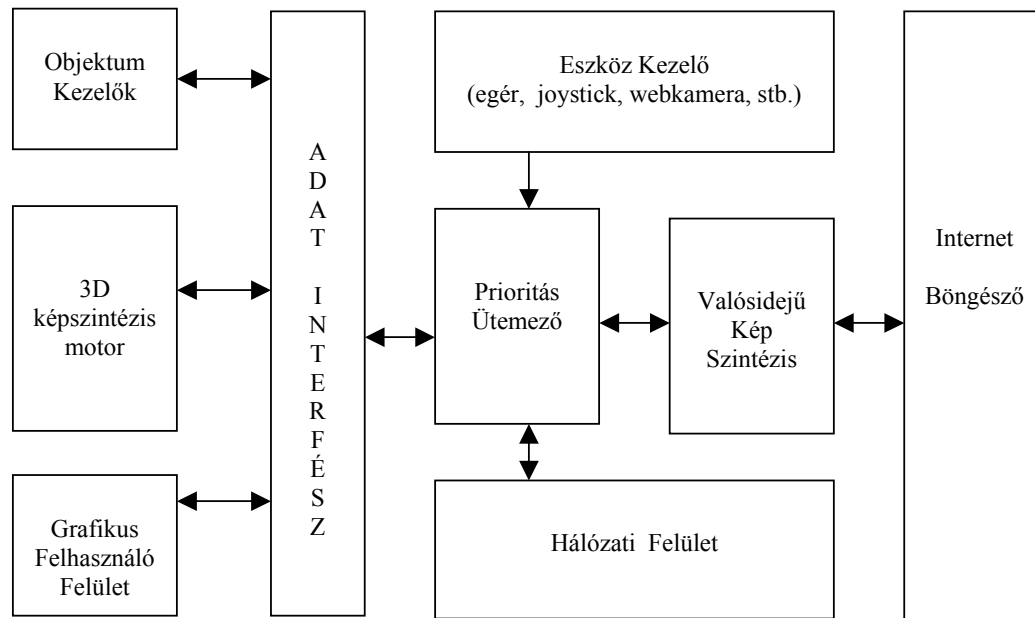 Objektum
Kezelők
3D
képszintézis
motor
Grafikus
Felhasználó
Felület
A
D
A
T
I
N
T
E
R
F
É
S
Z
Eszköz Kezelő
(egér, joystick, webkamera, stb.)
Prioritás
Ütemező
Valósidejű
Kép
Szintézis
Hálózati Felület
Internet
Böngésző